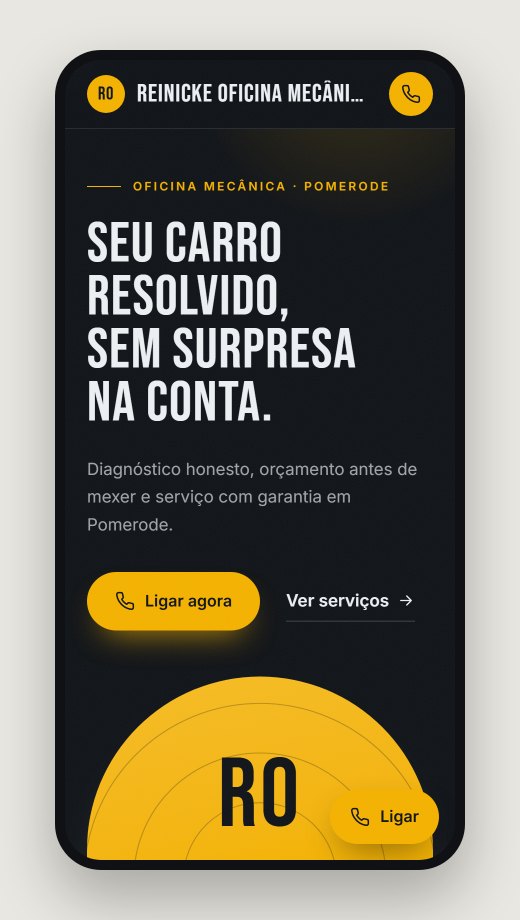 RO
REINICKE OFICINA MECÂNI...
OFICINA MECÂNICA · POMERODE
SEU CARRO
RESOLVIDO,
SEM SURPRESA
NA CONTA.
Diagnóstico honesto, orçamento antes de
mexer e serviço com garantia em
Pomerode.
Ligar agora
Ver serviços →
RO
Ligar